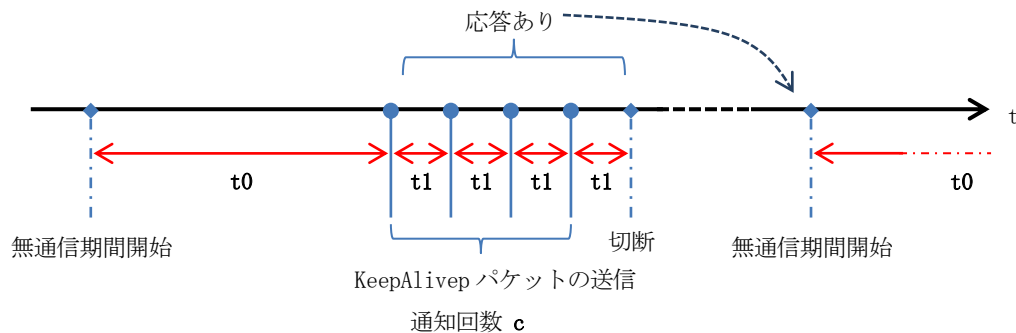 応答あり
t
t0
t1
t1
t1
t1
t0
無通信期間開始
切断
無通信期間開始
KeepAlivep パケットの送信
通知回数 c